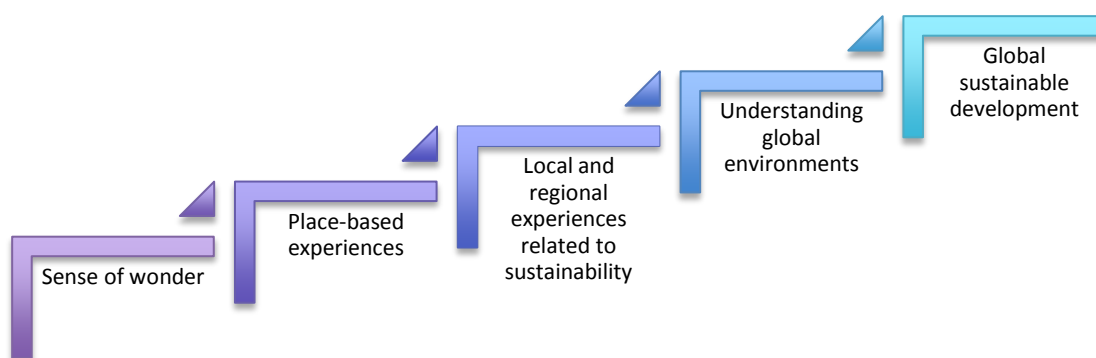 Sense of wonder
Place-based
experiences
Local and
regional
experiences
related to
sustainability
Understanding
global
environments
Global
sustainable
development